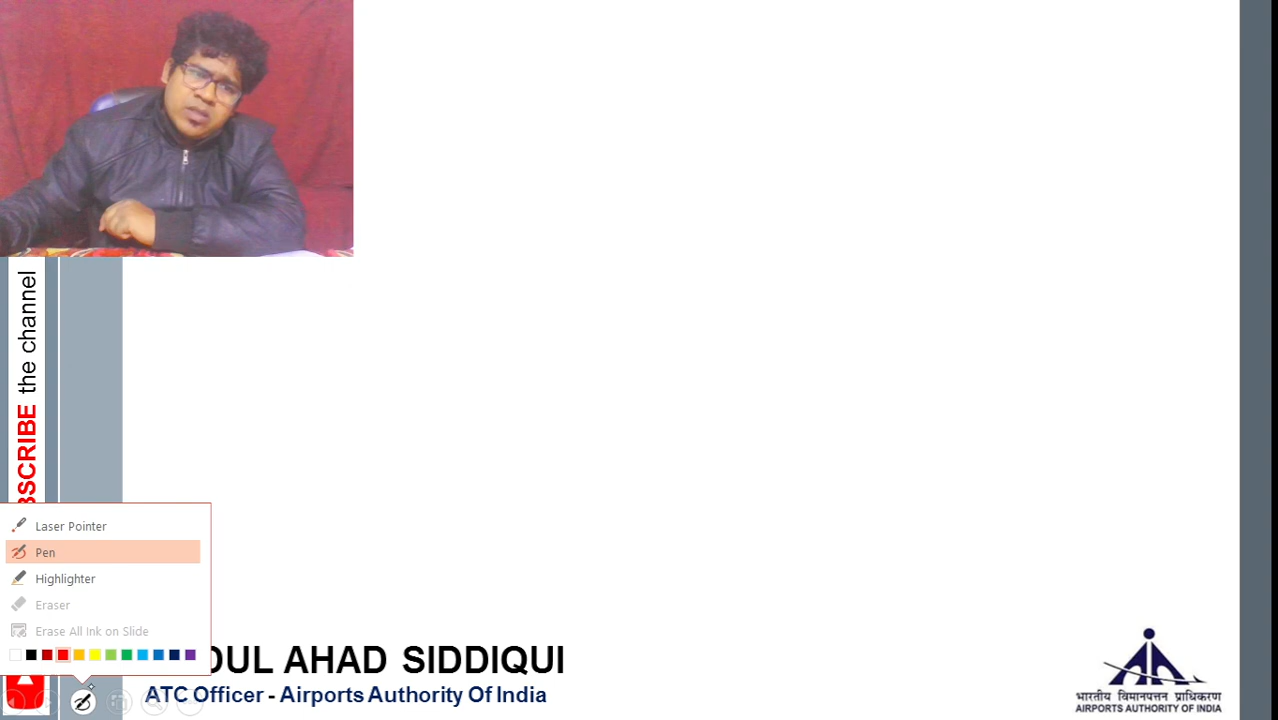 SCRIBE the channel
Laser Pointer
Pen
Highlighter
Eraser
Erase All Ink on Slide
DUL AHAD SIDDIQUI
ATC Officer - Airports Authority Of India
भारतीय विमानपत्तन प्राधिकरण
AIRPORTS AUTHORITY OF INDIA